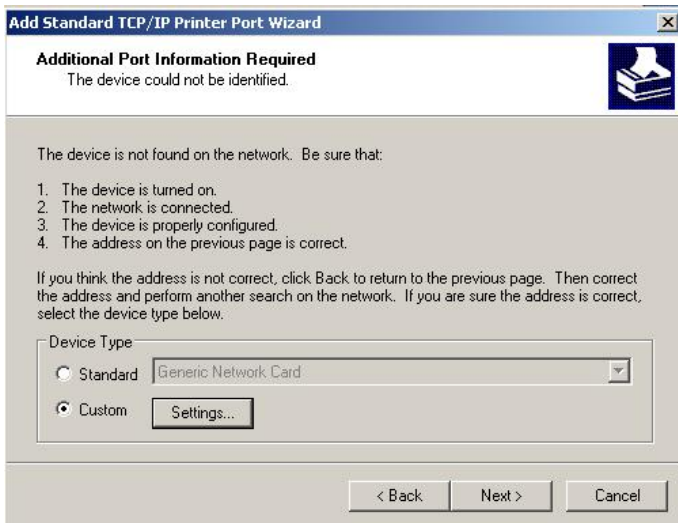 Add Standard TCP/IP Printer Port Wizard
Additional Port Information Required
The device could not be identified.
The device is not found on the network.  Be sure that:
1.  The device is turned on.
2.  The network is connected.
3.  The device is properly configured.
4.  The address on the previous page is correct.
If you think the address is not correct, click Back to return to the previous page.  Then correct
the address and perform another search on the network.  If you are sure the address is correct,
select the device type below.
Device Type
Standard Generic Network Card
Custom Settings...
< Back Next > Cancel